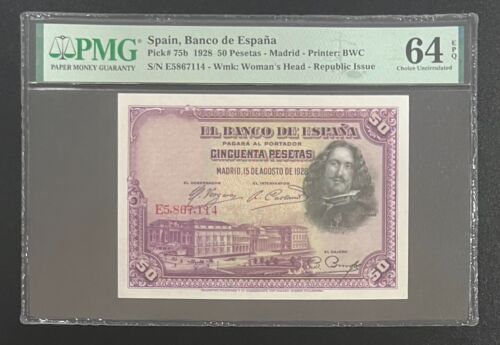 PMG
PAPER MONEY GUARANTY
Spain, Banco de España
Pick# 75b 1928 50 Pesetas - Madrid - Printer: BWC
S/N E5867114 - Wmk: Woman's Head - Republic Issue
64 EPQ
Choice Uncirculated
50
50
EL BANCO DE ESPAÑA
PAGARÁ AL PORTADOR
CINCUENTA PESETAS
MADRID, 15 DE AGOSTO DE 1928
EL GOBERNADOR
EL INTERVENTOR
E5,867,114
EL CAJERO
50
50